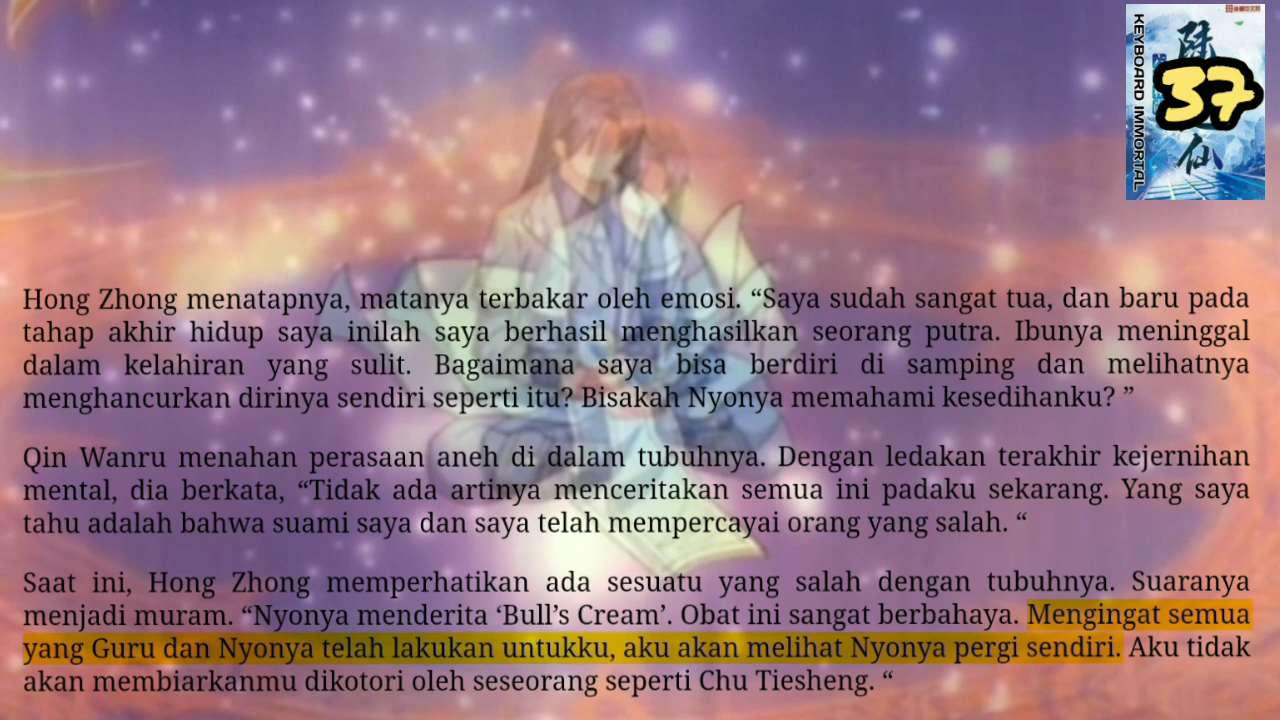 陆
仙
KEYBOARD IMMORTAL
37
Hong Zhong menatapnya, matanya terbakar oleh emosi. “Saya sudah sangat tua, dan baru pada
tahap akhir hidup saya inilah saya berhasil menghasilkan seorang putra. Ibunya meninggal
dalam kelahiran yang sulit. Bagaimana saya bisa berdiri di samping dan melihatnya
menghancurkan dirinya sendiri seperti itu? Bisakah Nyonya memahami kesedihanku? ”
Qin Wanru menahan perasaan aneh di dalam tubuhnya. Dengan ledakan terakhir kejernihan
mental, dia berkata, “Tidak ada artinya menceritakan semua ini padaku sekarang. Yang saya
tahu adalah bahwa suami saya dan saya telah mempercayai orang yang salah. “
Saat ini, Hong Zhong memperhatikan ada sesuatu yang salah dengan tubuhnya. Suaranya
menjadi muram. “Nyonya menderita ‘Bull’s Cream’. Obat ini sangat berbahaya. Mengingat semua
yang Guru dan Nyonya telah lakukan untukku, aku akan melihat Nyonya pergi sendiri. Aku tidak
akan membiarkanmu dikotori oleh seseorang seperti Chu Tiesheng. “